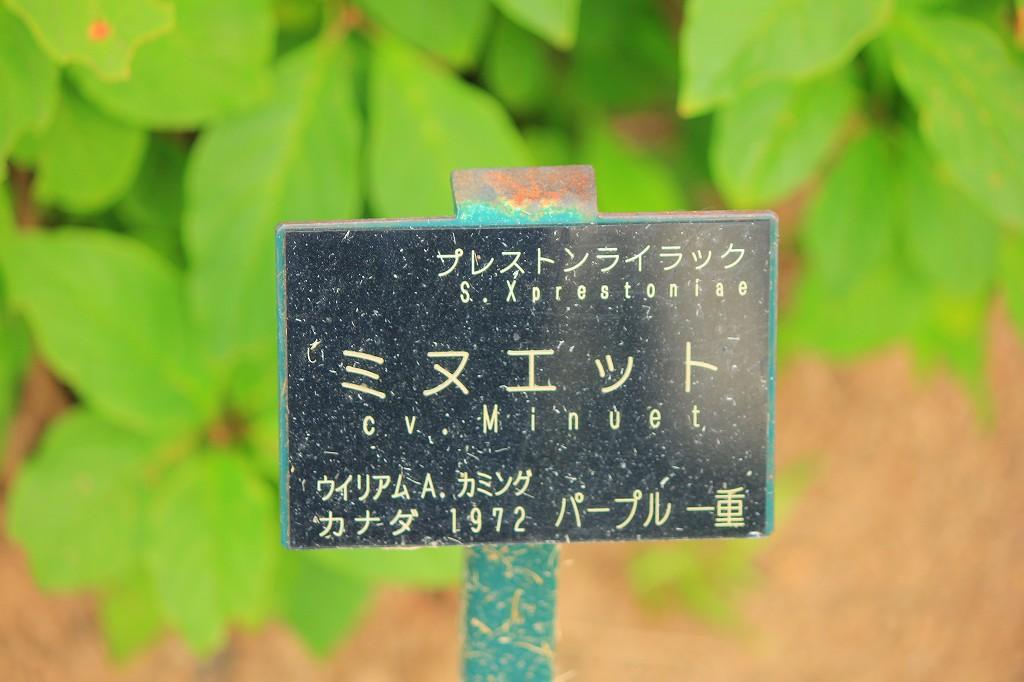 プレストンライラック
S.Xprestoniae
ミヌエット
cv.Minuet
ウイリアムA.カミング
カナダ 1972 パープル 一重